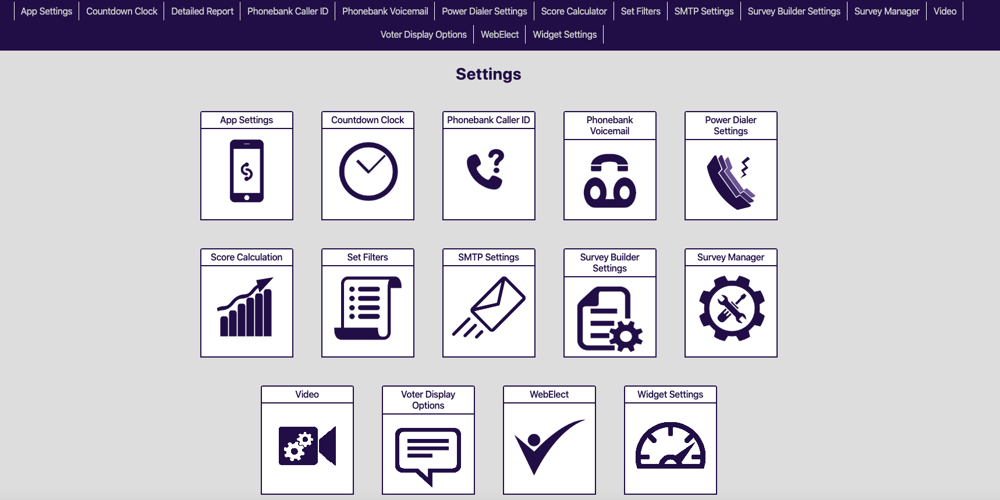 App Settings
Countdown Clock
Detailed Report
Phonebank Caller ID
Phonebank Voicemail
Power Dialer Settings
Score Calculator
Set Filters
SMTP Settings
Survey Builder Settings
Survey Manager
Video
Voter Display Options
WebElect
Widget Settings
Settings
App Settings
Countdown Clock
Phonebank Caller ID
Phonebank
Voicemail
Power Dialer
Settings
Score Calculation
Set Filters
SMTP Settings
Survey Builder
Settings
Survey Manager
Video
Voter Display
Options
WebElect
Widget Settings